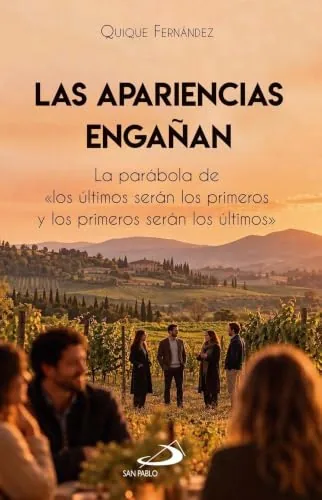 Quique Fernández
LAS APARIENCIAS
ENGAÑAN
La parábola de
«los últimos serán los primeros
y los primeros serán los últimos»
SAN PABLO